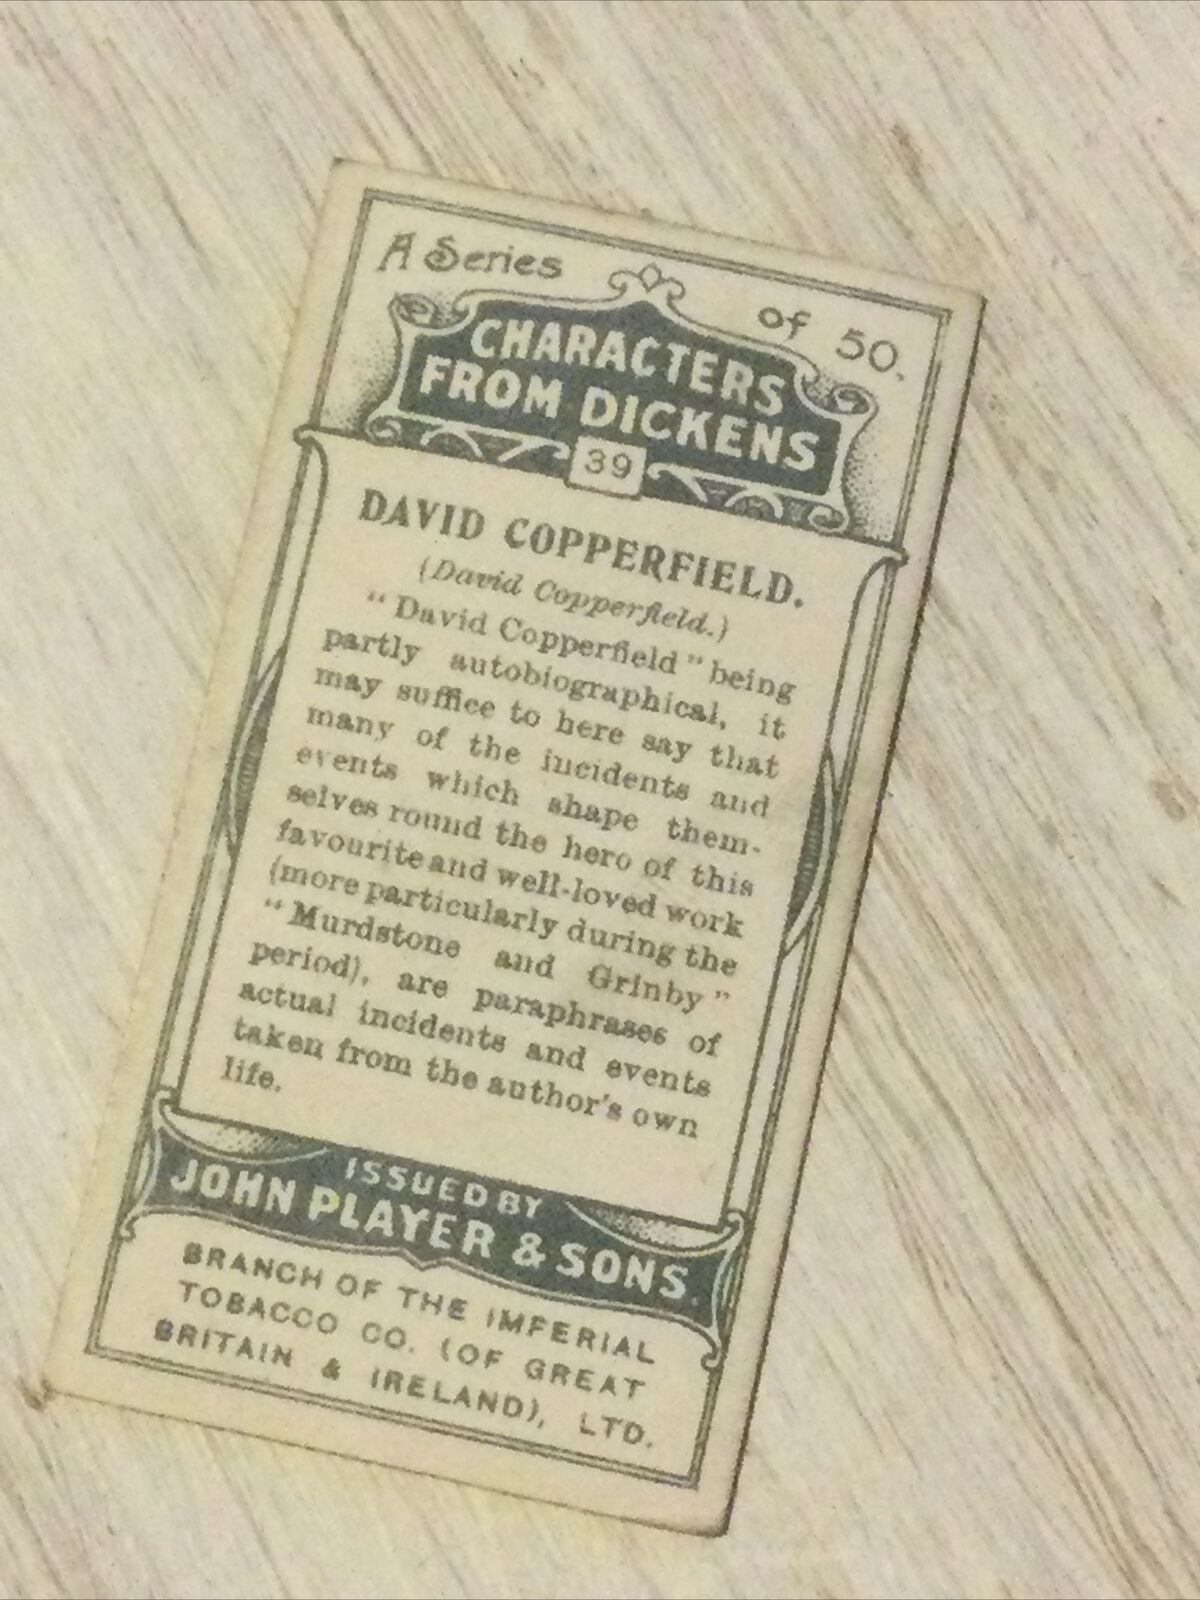 A Series of 50.
CHARACTERS
FROM DICKENS
39
DAVID COPPERFIELD.
(David Copperfield.)
"David Copperfield" being
partly autobiographical, it
may suffice to here say that
many of the incidents and
events which shape them-
selves round the hero of this
favourite and well-loved work
(more particularly during the
"Murdstone and Grinby"
period), are paraphrases of
actual incidents and events
taken from the author's own
life.
ISSUED BY
JOHN PLAYER & SONS.
BRANCH OF THE IMPERIAL
TOBACCO CO. (OF GREAT
BRITAIN & IRELAND), LTD.